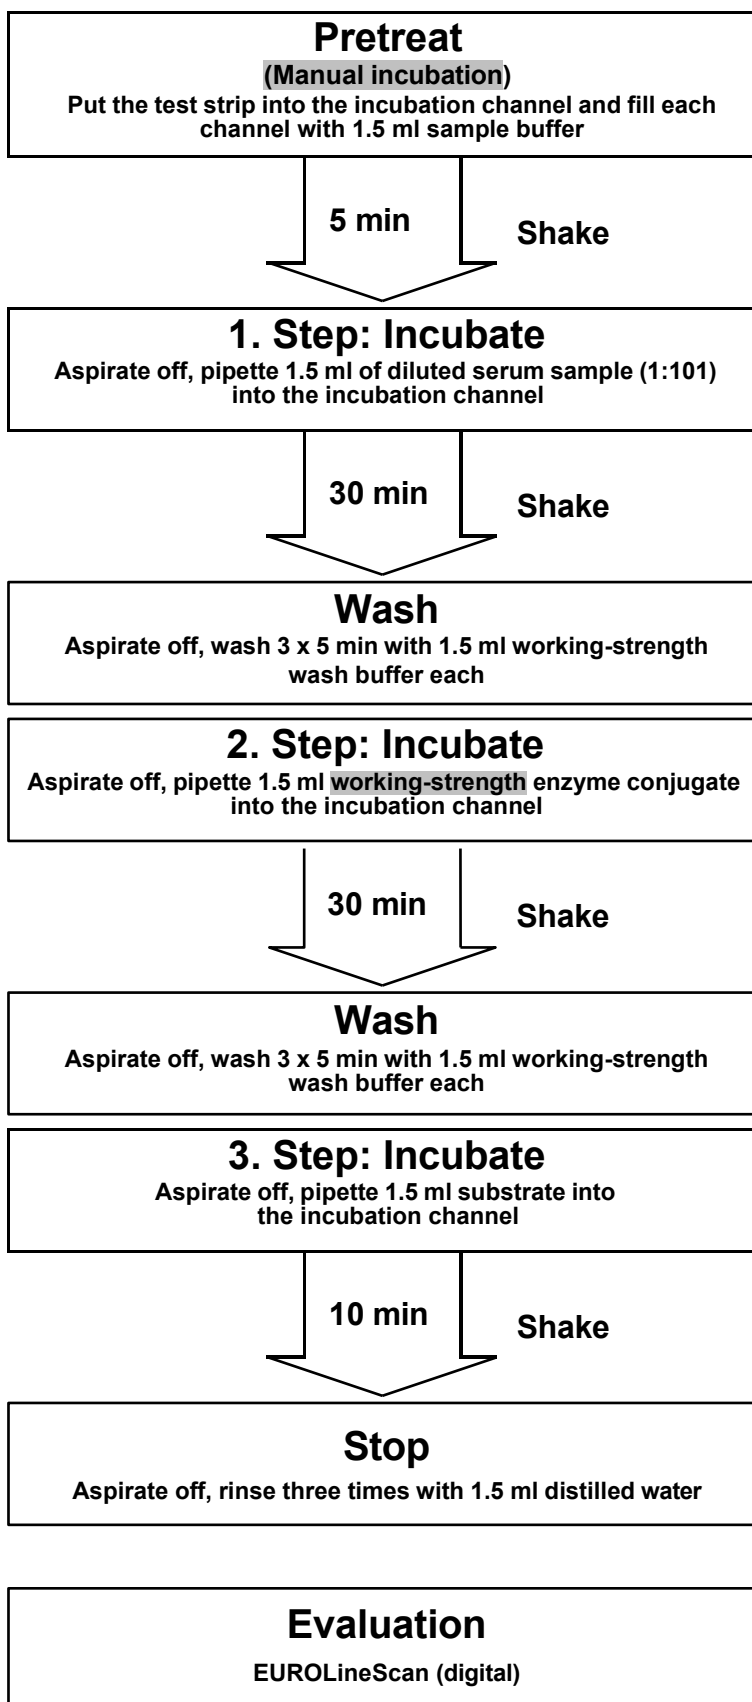 Pretreat
(Manual incubation)
Put the test strip into the incubation channel and fill each
channel with 1.5 ml sample buffer
5 min
Shake
1. Step: Incubate
Aspirate off, pipette 1.5 ml of diluted serum sample (1:101)
into the incubation channel
30 min
Shake
Wash
Aspirate off, wash 3 x 5 min with 1.5 ml working-strength
wash buffer each
2. Step: Incubate
Aspirate off, pipette 1.5 ml working-strength enzyme conjugate
into the incubation channel
30 min
Shake
Wash
Aspirate off, wash 3 x 5 min with 1.5 ml working-strength
wash buffer each
3. Step: Incubate
Aspirate off, pipette 1.5 ml substrate into
the incubation channel
10 min
Shake
Stop
Aspirate off, rinse three times with 1.5 ml distilled water
Evaluation
EUROLineScan (digital)